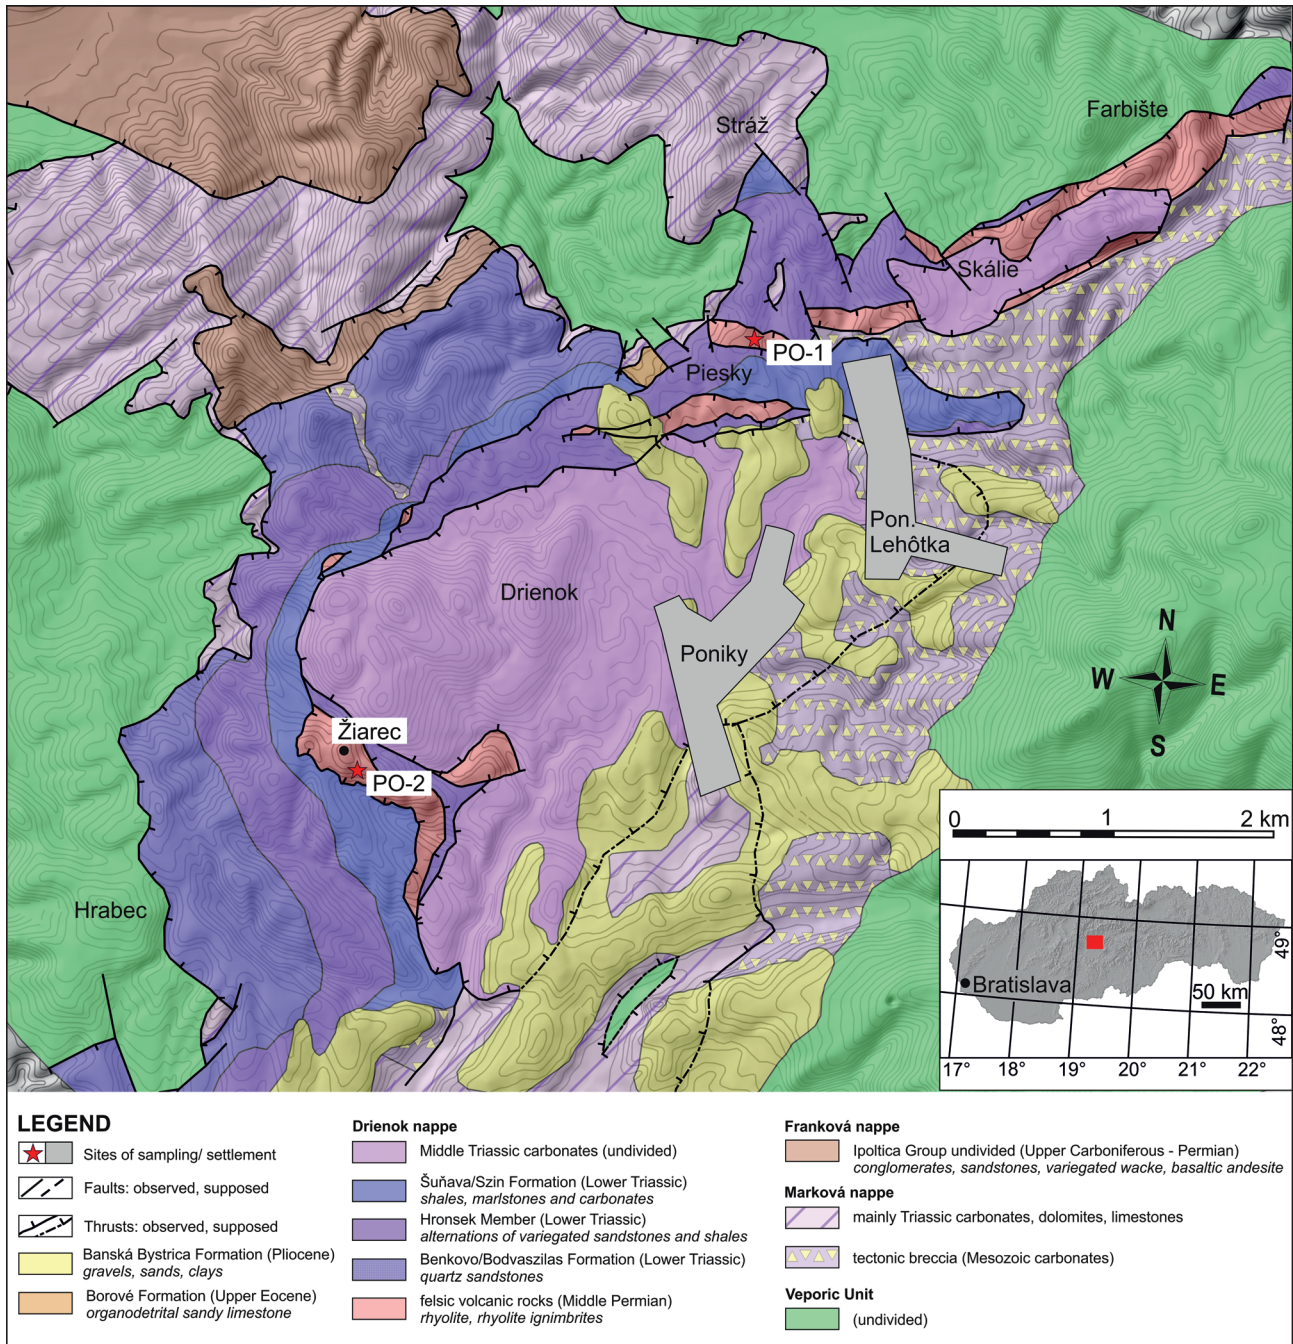 Stráž
Farbište
Skálie
PO-1
Piesky
Pon.
Lehôtka
Drienok
Poniky
N
W
E
S
Žiarec
PO-2
Hrabec
0
1
2 km
49°
Bratislava
50 km
48°
17°
18°
19°
20°
21°
22°
LEGEND
Sites of sampling/ settlement
Faults: observed, supposed
Thrusts: observed, supposed
Banská Bystrica Formation (Pliocene)
gravels, sands, clays
Borové Formation (Upper Eocene)
organodetrital sandy limestone
Drienok nappe
Middle Triassic carbonates (undivided)
Šuňava/Szin Formation (Lower Triassic)
shales, marlstones and carbonates
Hronsek Member (Lower Triassic)
alternations of variegated sandstones and shales
Benkovo/Bodvaszilas Formation (Lower Triassic)
quartz sandstones
felsic volcanic rocks (Middle Permian)
rhyolite, rhyolite ignimbrites
Franková nappe
Ipoltica Group undivided (Upper Carboniferous - Permian)
conglomerates, sandstones, variegated wacke, basaltic andesite
Marková nappe
mainly Triassic carbonates, dolomites, limestones
tectonic breccia (Mesozoic carbonates)
Veporic Unit
(undivided)